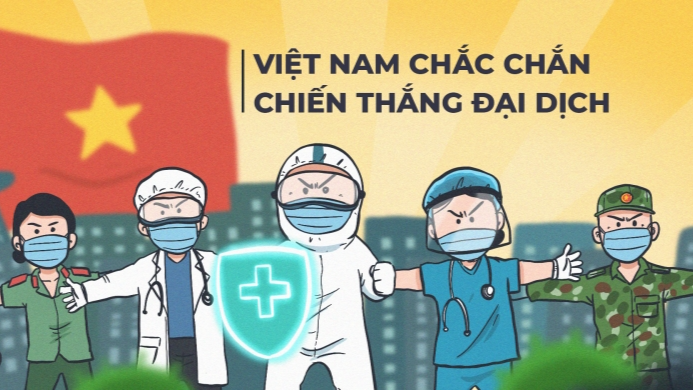 VIỆT NAM CHẮC CHẮN
CHIẾN THẮNG ĐẠI DỊCH